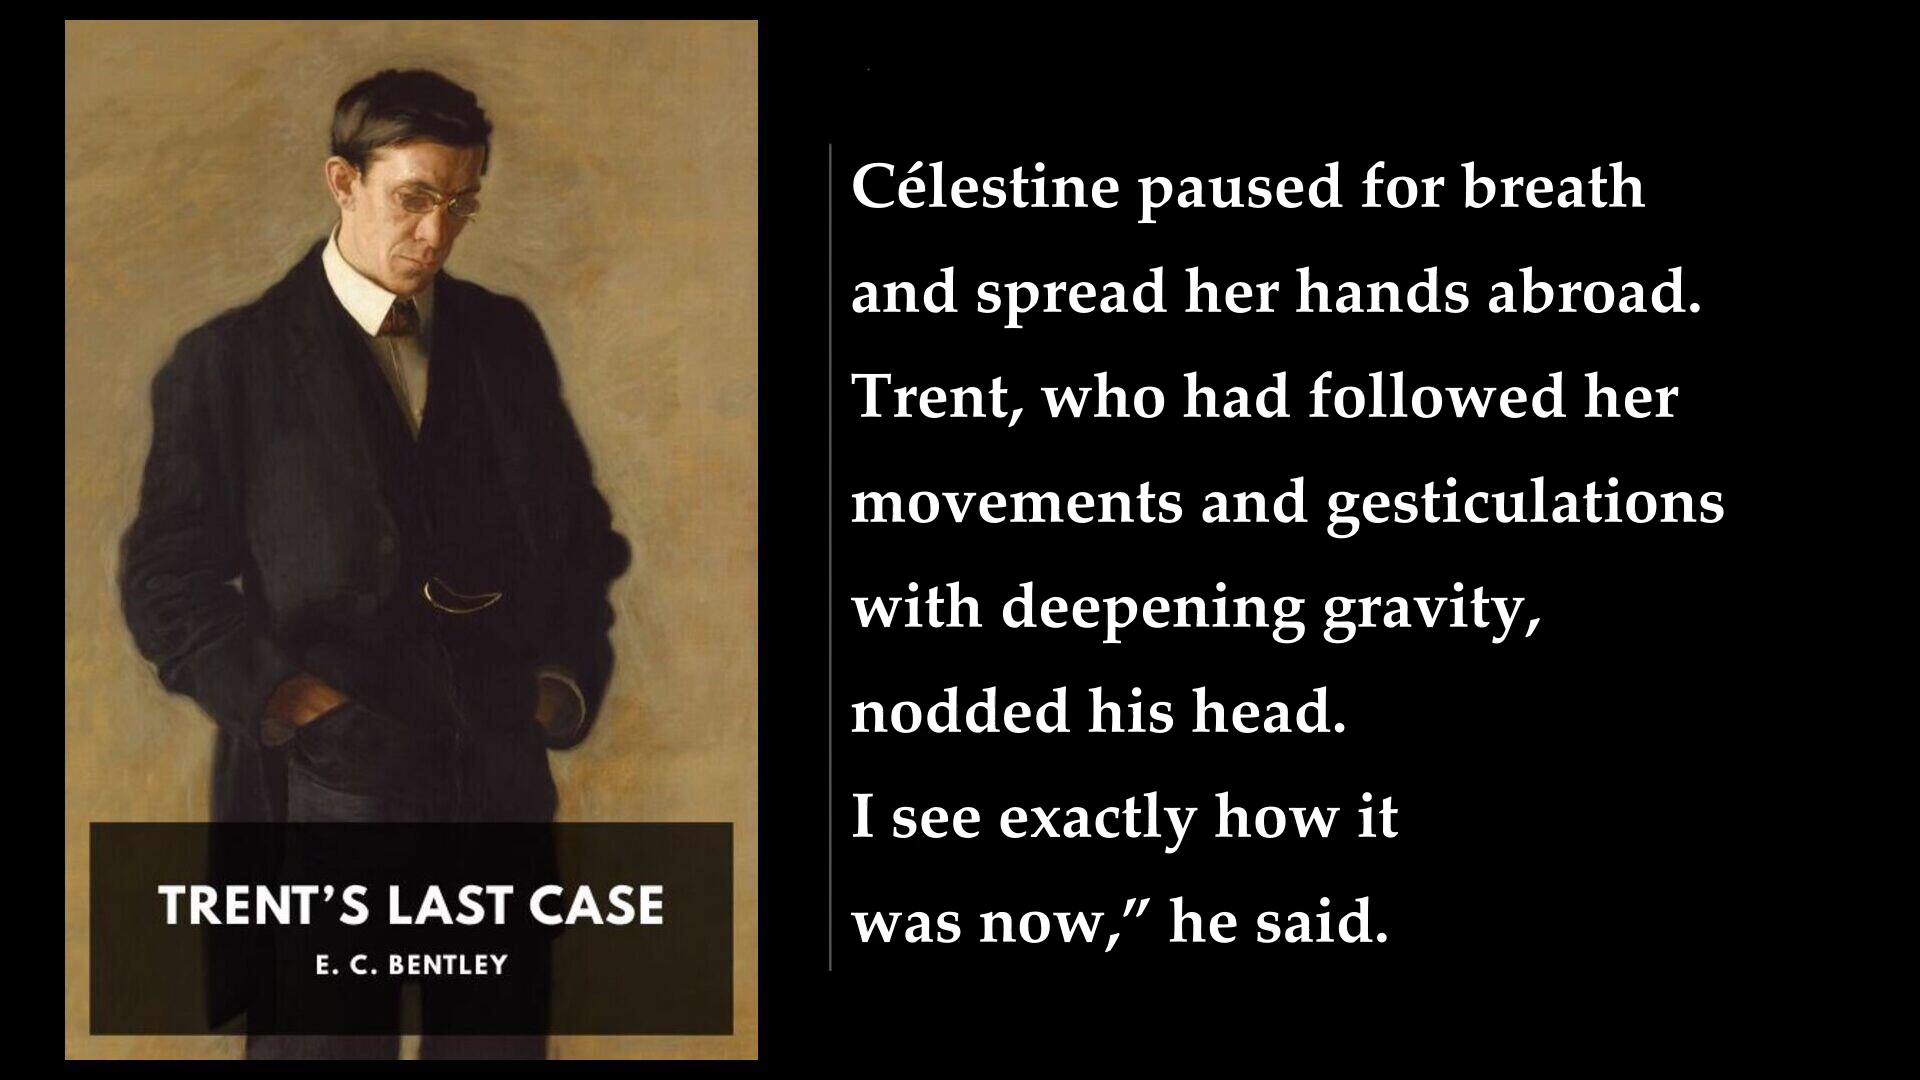 TRENT’S LAST CASE
E. C. BENTLEY
Célestine paused for breath
and spread her hands abroad.
Trent, who had followed her
movements and gesticulations
with deepening gravity,
nodded his head.
I see exactly how it
was now,” he said.